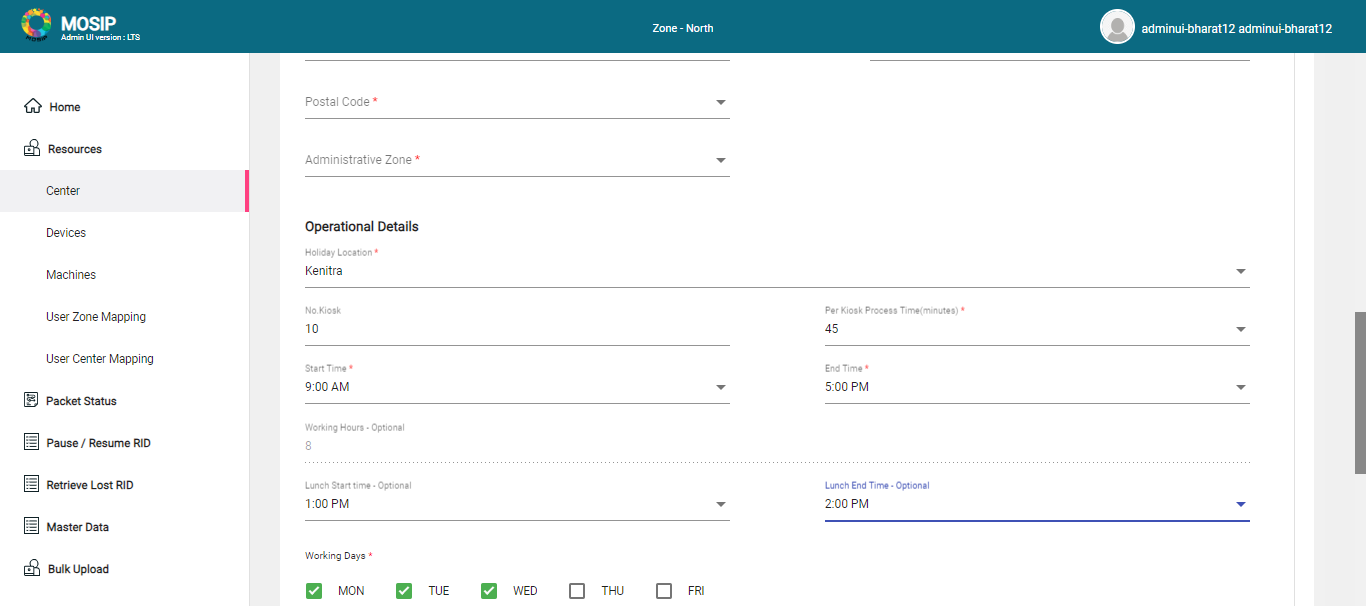 MOSIP
Admin UI version : LTS
Zone - North
adminui-bharat12 adminui-bharat12
Home
Resources
Center
Devices
Machines
User Zone Mapping
User Center Mapping
Packet Status
Pause / Resume RID
Retrieve Lost RID
Master Data
Bulk Upload
Postal Code *
Administrative Zone *
Operational Details
Holiday Location *
Kenitra
No.Kiosk
10
Per Kiosk Process Time(minutes) *
45
Start Time *
9:00 AM
End Time *
5:00 PM
Working Hours - Optional
8
Lunch Start time - Optional
1:00 PM
Lunch End Time - Optional
2:00 PM
Working Days *
MON TUE WED THU FRI